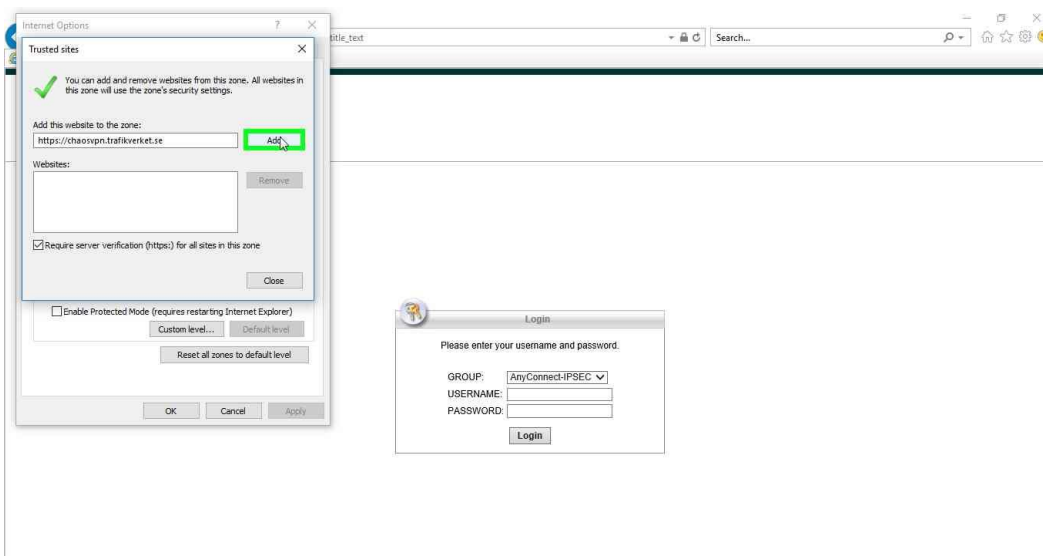 Internet Options
title_text
Search...
Trusted sites
You can add and remove websites from this zone. All websites in
this zone will use the zone's security settings.
Add this website to the zone:
https://chaosvpn.trafikverket.se
Add
Websites:
Remove
Require server verification (https:) for all sites in this zone
Close
Enable Protected Mode (requires restarting Internet Explorer)
Custom level...
Default level
Reset all zones to default level
OK
Cancel
Apply
Login
Please enter your username and password.
GROUP:
AnyConnect-IPSEC
USERNAME:
PASSWORD:
Login